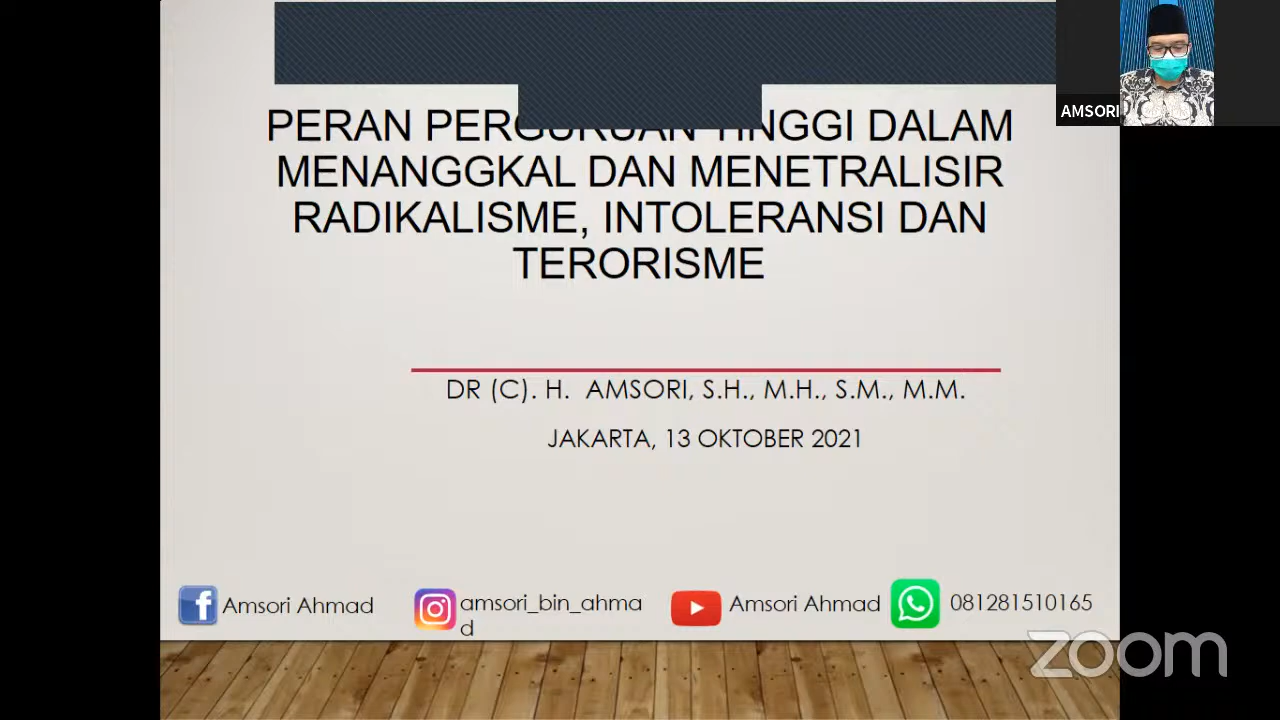 PERAN PERGURUAN TINGGI DALAM
MENANGGKAL DAN MENETRALISIR
RADIKALISME, INTOLERANSI DAN
TERORISME
DR (C). H. AMSORI, S.H., M.H., S.M., M.M.
JAKARTA, 13 OKTOBER 2021
Amsori Ahmad
amsori_bin_ahma
d
Amsori Ahmad
081281510165
AMSORI
zoom